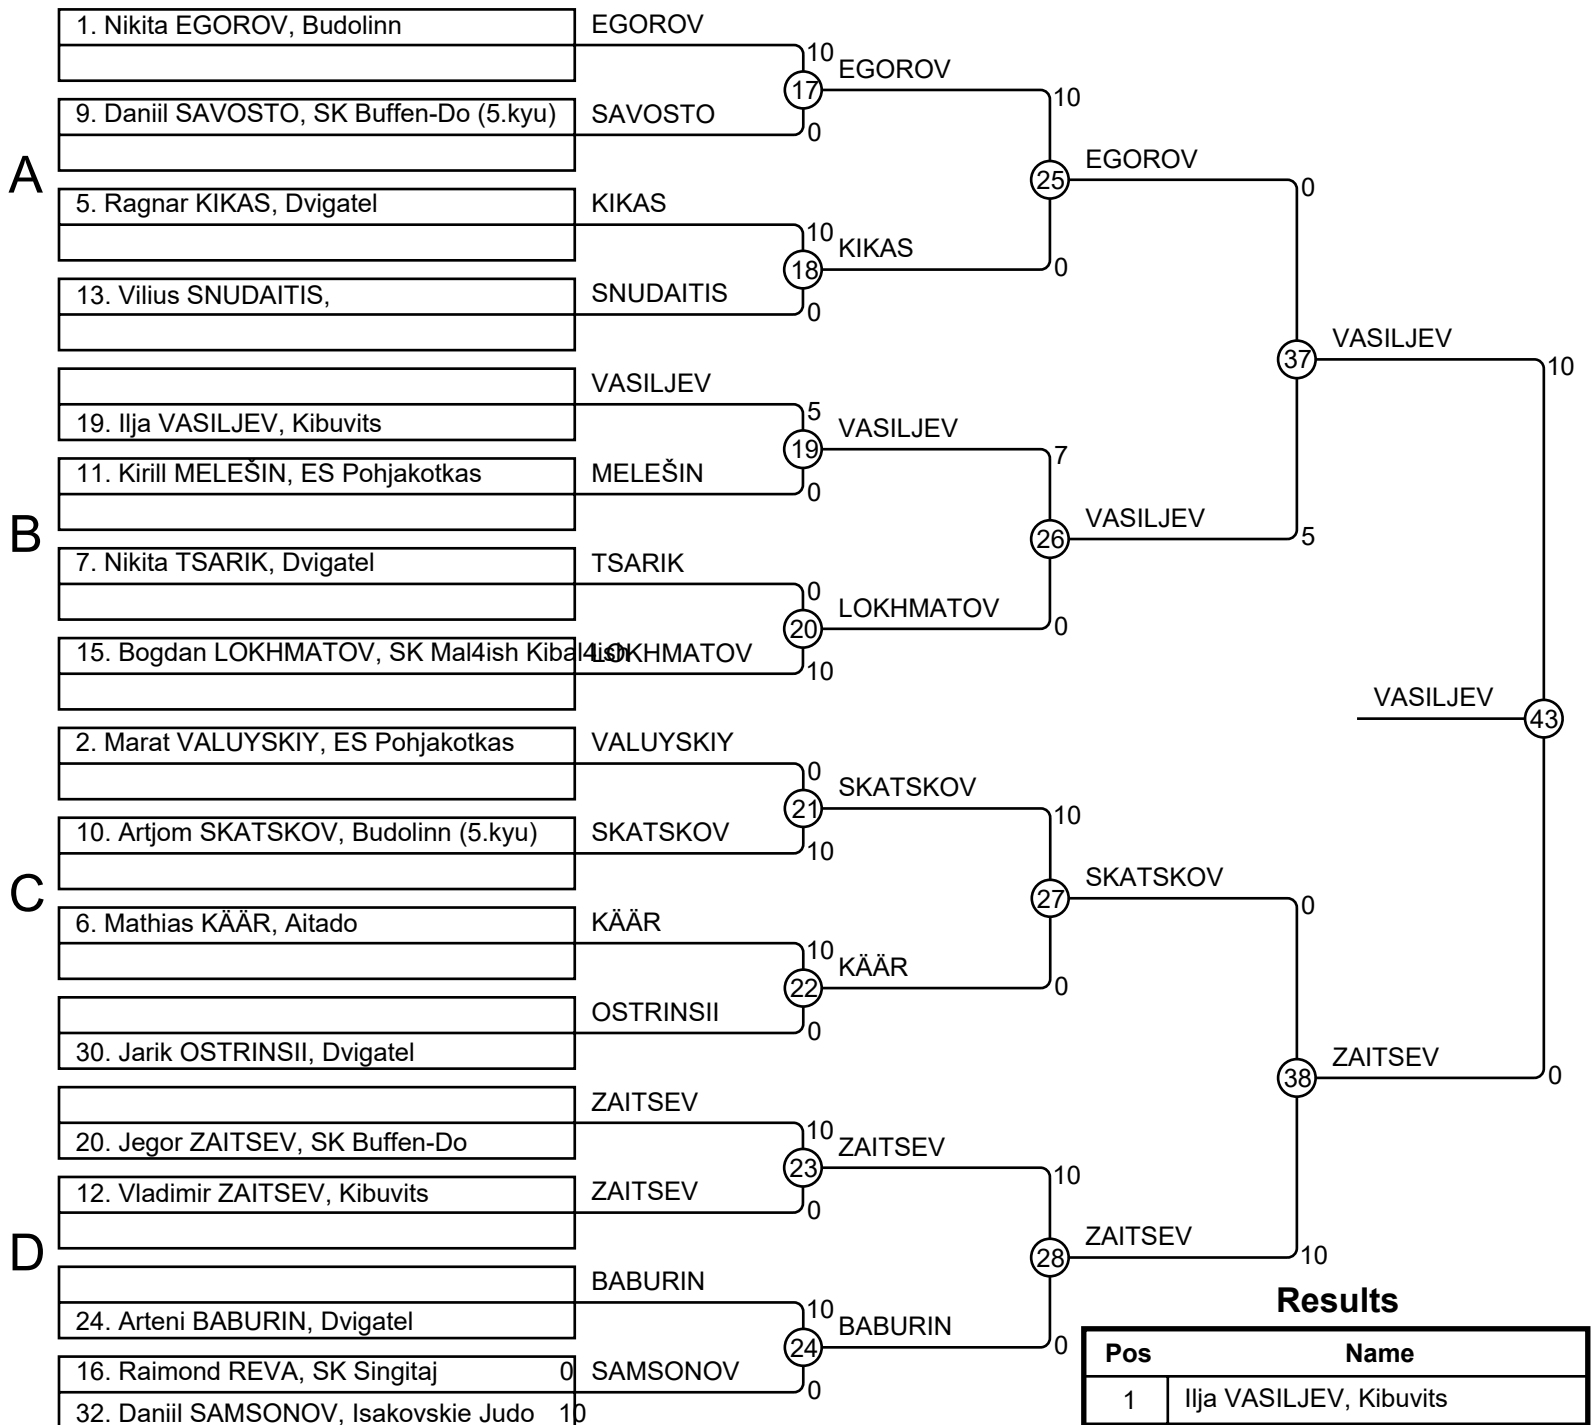 1. Nikita EGOROV, Budolinn
EGOROV
10
17
EGOROV
10
9. Daniil SAVOSTO, SK Buffen-Do (5.kyu)
SAVOSTO
0
A
25
EGOROV
0
5. Ragnar KIKAS, Dvigatel
KIKAS
10
18
KIKAS
0
13. Vilius SNUDAITIS,
SNUDAITIS
0
37
VASILJEV
10
VASILJEV
19. Ilja VASILJEV, Kibuvits
5
19
VASILJEV
7
11. Kirill MELEŠIN, ES Pohjakotkas
MELEŠIN
0
B
26
VASILJEV
5
7. Nikita TSARIK, Dvigatel
TSARIK
0
20
LOKHMATOV
0
15. Bogdan LOKHMATOV, SK Mal4ish Kibal4ish
LOKHMATOV
10
VASILJEV
43
2. Marat VALUYSKIY, ES Pohjakotkas
VALUYSKIY
0
21
SKATSKOV
10
10. Artjom SKATSKOV, Budolinn (5.kyu)
SKATSKOV
10
C
27
SKATSKOV
0
6. Mathias KÄÄR, Aitado
KÄÄR
10
22
KÄÄR
0
OSTRINSII
30. Jarik OSTRINSII, Dvigatel
0
38
ZAITSEV
0
ZAITSEV
20. Jegor ZAITSEV, SK Buffen-Do
10
23
ZAITSEV
10
12. Vladimir ZAITSEV, Kibuvits
ZAITSEV
0
D
28
ZAITSEV
10
BABURIN
24. Arteni BABURIN, Dvigatel
10
24
BABURIN
0
16. Raimond REVA, SK Singitaj 0
SAMSONOV
0
32. Daniil SAMSONOV, Isakovskie Judo 10
Results
Pos Name
1 Ilja VASILJEV, Kibuvits